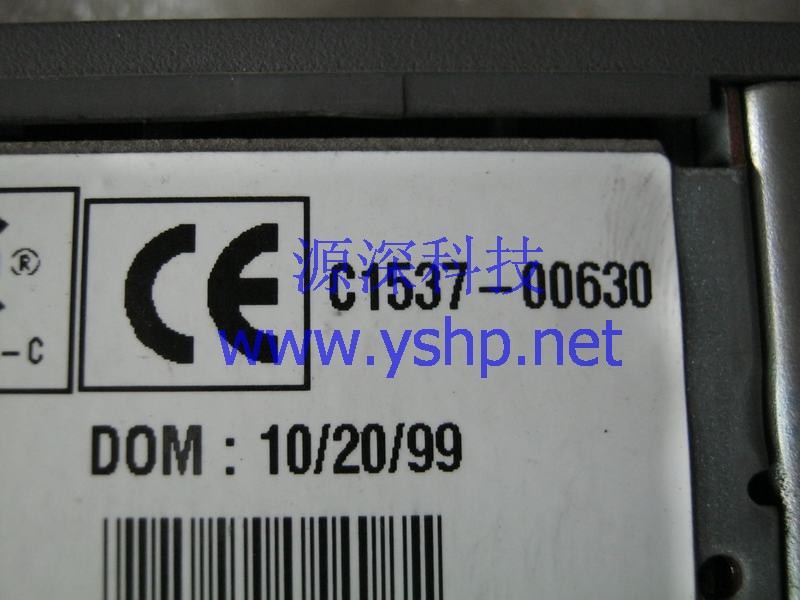 ®
-C
CE
源深科技
C1537-00630
www.yshp.net
DOM: 10/20/99